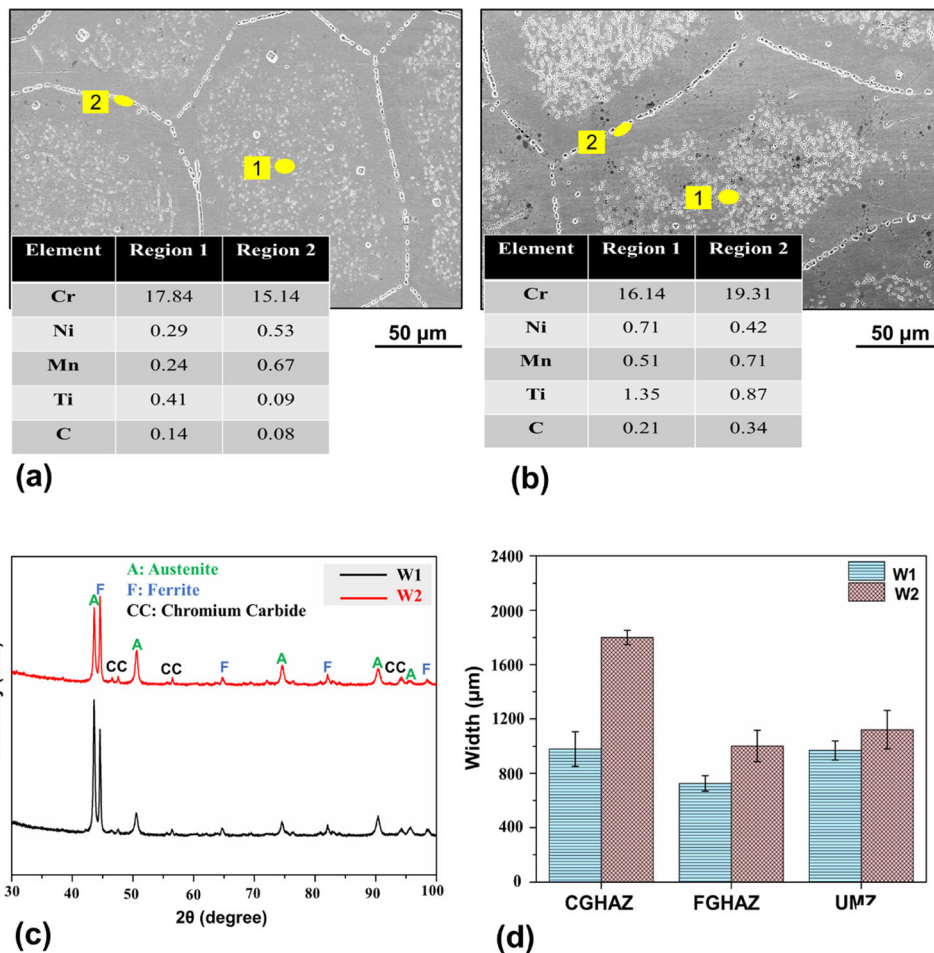 2
1
Element Region 1 Region 2
Cr 17.84 15.14
Ni 0.29 0.53
Mn 0.24 0.67
Ti 0.41 0.09
C 0.14 0.08
50 µm
(a)
2
1
Element Region 1 Region 2
Cr 16.14 19.31
Ni 0.71 0.42
Mn 0.51 0.71
Ti 1.35 0.87
C 0.21 0.34
50 µm
(b)
A: Austenite
F: Ferrite
CC: Chromium Carbide
W1
W2
A F CC A CC F A F A CC A F
30 40 50 60 70 80 90 100
2θ (degree)
(c)
Width (µm)
2400
2000
1600
1200
800
400
0
W1
W2
CGHAZ FGHAZ UMZ
(d)